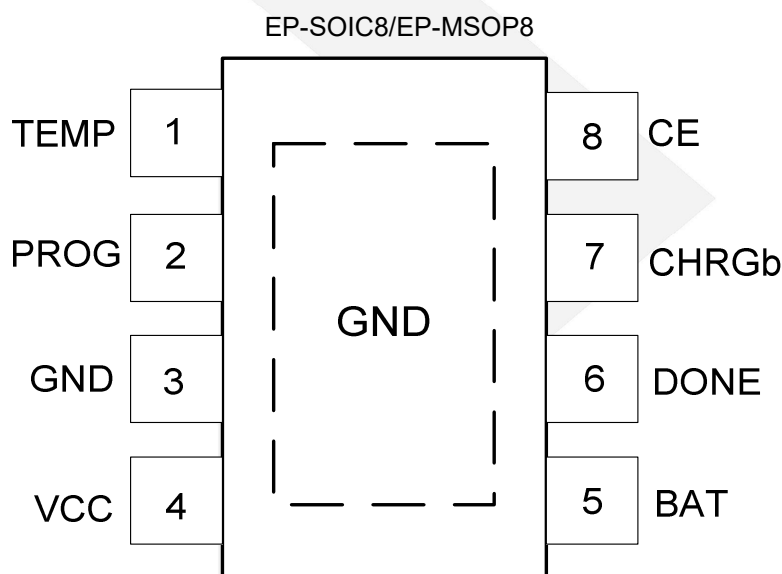 EP-SOIC8/EP-MSOP8
TEMP 1 8 CE
PROG 2 7 CHRGb
GND
GND 3 6 DONE
VCC 4 5 BAT